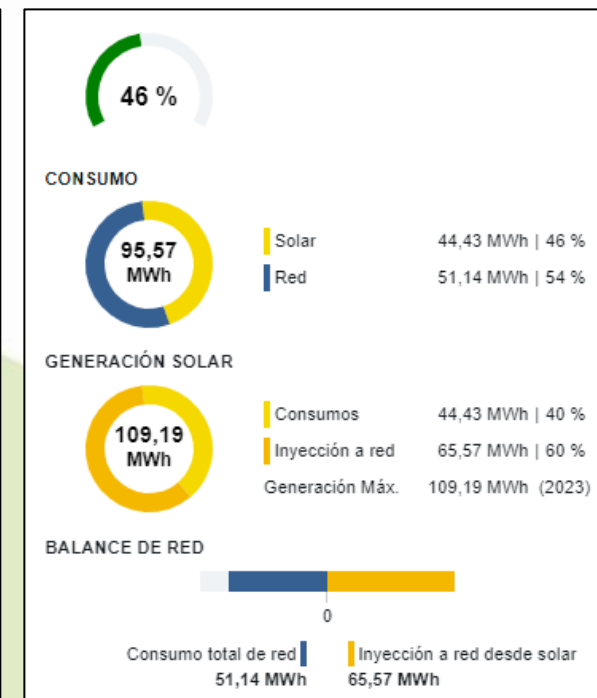 46 %
CONSUMO
95,57
MWh
Solar 44,43 MWh | 46 %
Red 51,14 MWh | 54 %
GENERACIÓN SOLAR
109,19
MWh
Consumos 44,43 MWh | 40 %
Inyección a red 65,57 MWh | 60 %
Generación Máx. 109,19 MWh (2023)
BALANCE DE RED
0
Consumo total de red Inyección a red desde solar
51,14 MWh 65,57 MWh